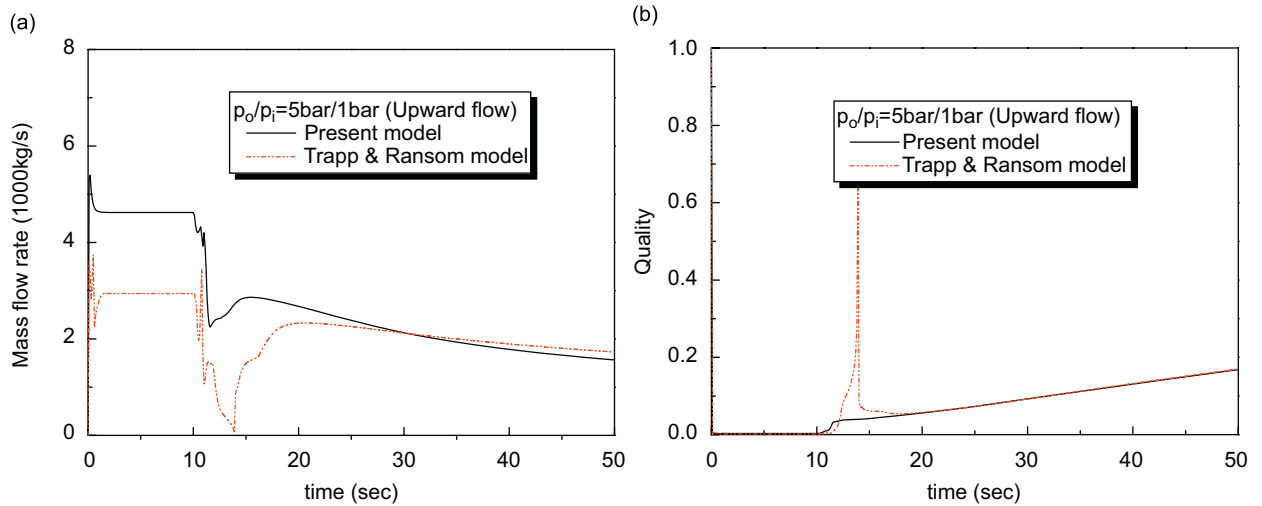 (a)
8
6
4
2
0
Mass flow rate (1000kg/s)
po/pi=5bar/1bar (Upward flow)
Present model
Trapp & Ransom model
0 10 20 30 40 50
time (sec)
(b)
1.0
0.8
0.6
0.4
0.2
0.0
Quality
po/pi=5bar/1bar (Upward flow)
Present model
Trapp & Ransom model
0 10 20 30 40 50
time (sec)